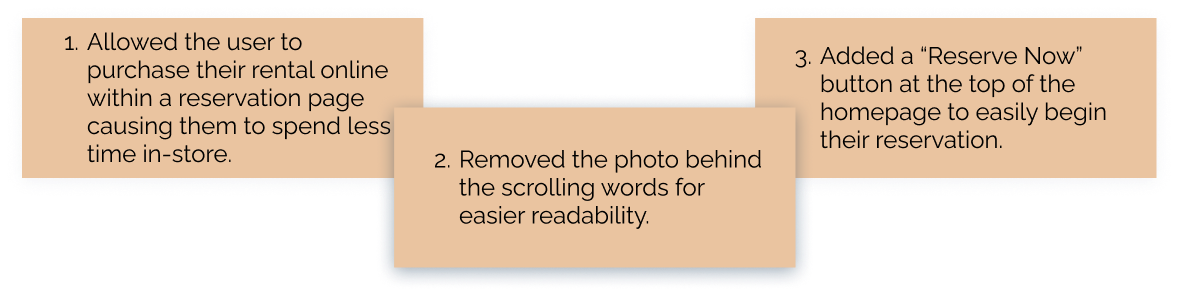 1. Allowed the user to
purchase their rental online
within a reservation page
causing them to spend less
time in-store.
2. Removed the photo behind
the scrolling words for
easier readability.
3. Added a “Reserve Now”
button at the top of the
homepage to easily begin
their reservation.